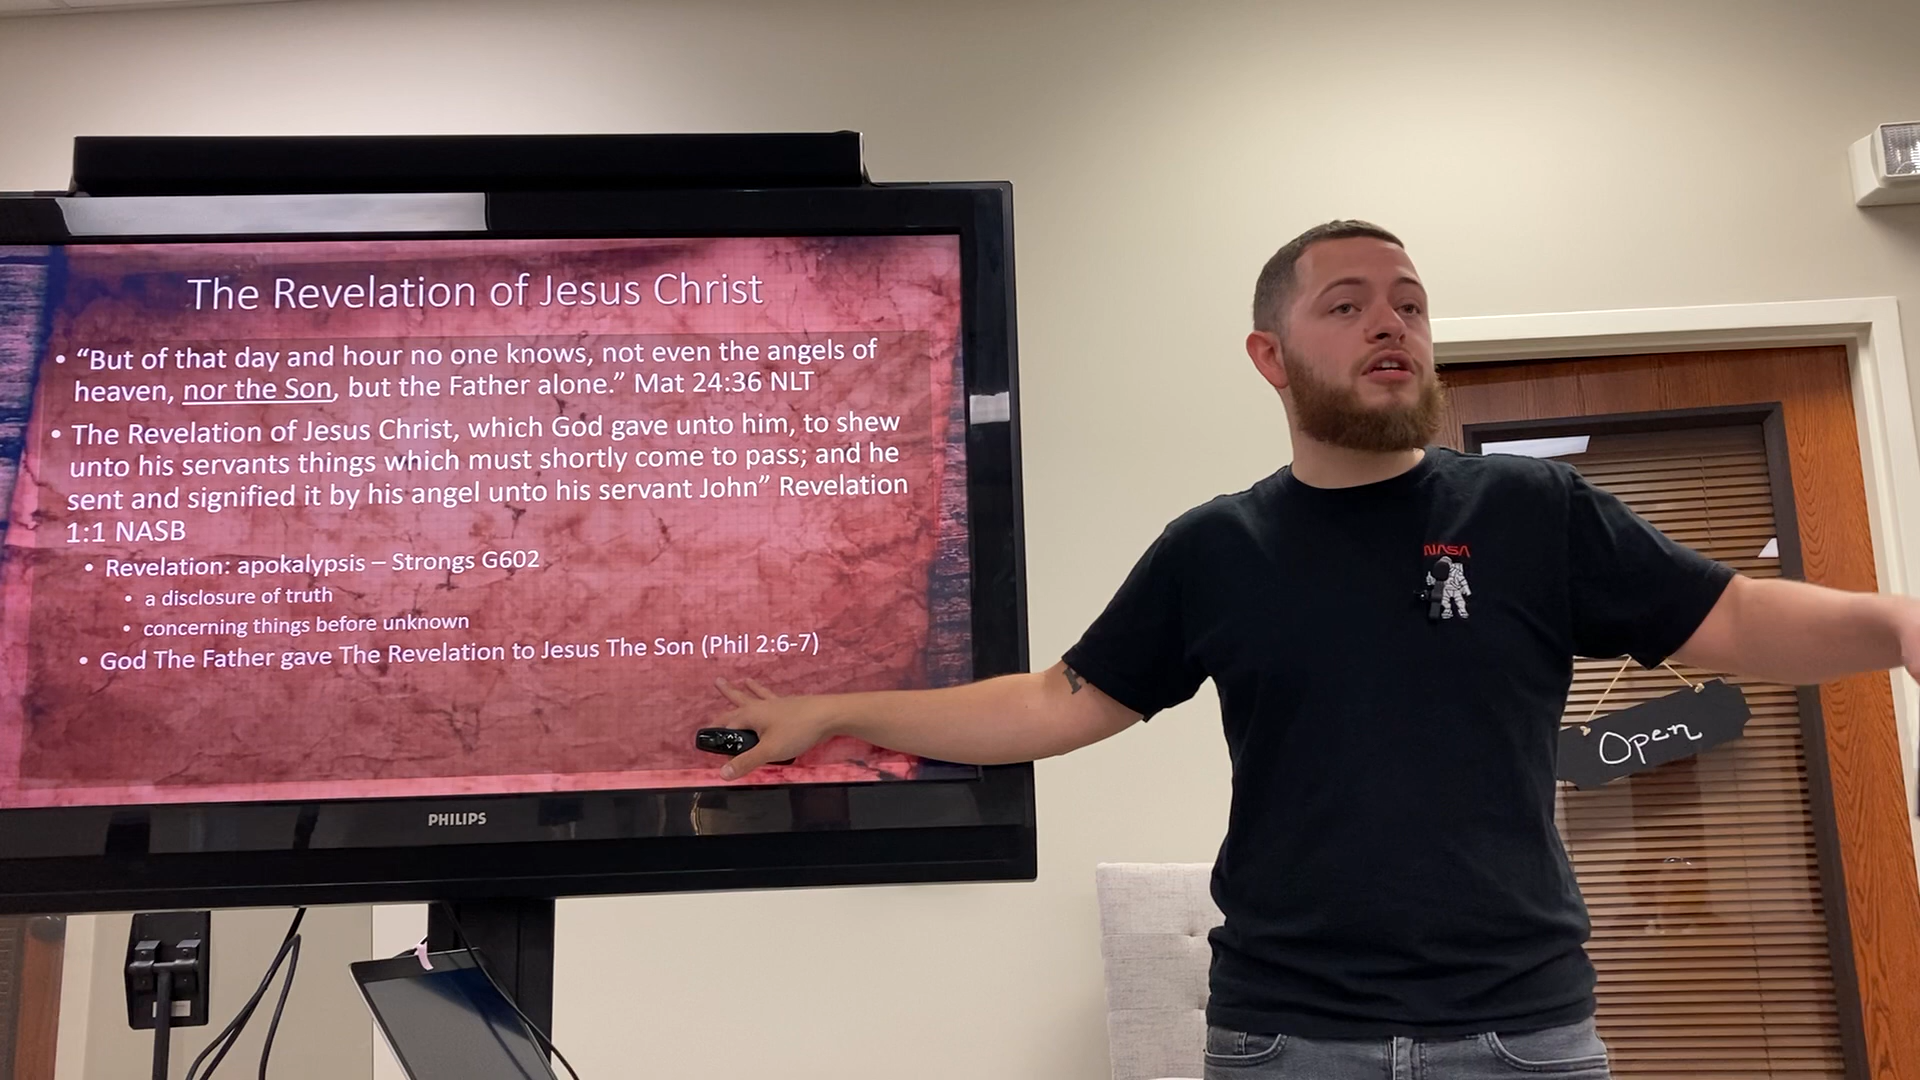 The Revelation of Jesus Christ
• “But of that day and hour no one knows, not even the angels of
heaven, nor the Son, but the Father alone.” Mat 24:36 NLT
• The Revelation of Jesus Christ, which God gave unto him, to shew
unto his servants things which must shortly come to pass; and he
sent and signified it by his angel unto his servant John” Revelation
1:1 NASB
• Revelation: apokalypsis – Strongs G602
• a disclosure of truth
• concerning things before unknown
• God The Father gave The Revelation to Jesus The Son (Phil 2:6-7)
PHILIPS
NASA
Open